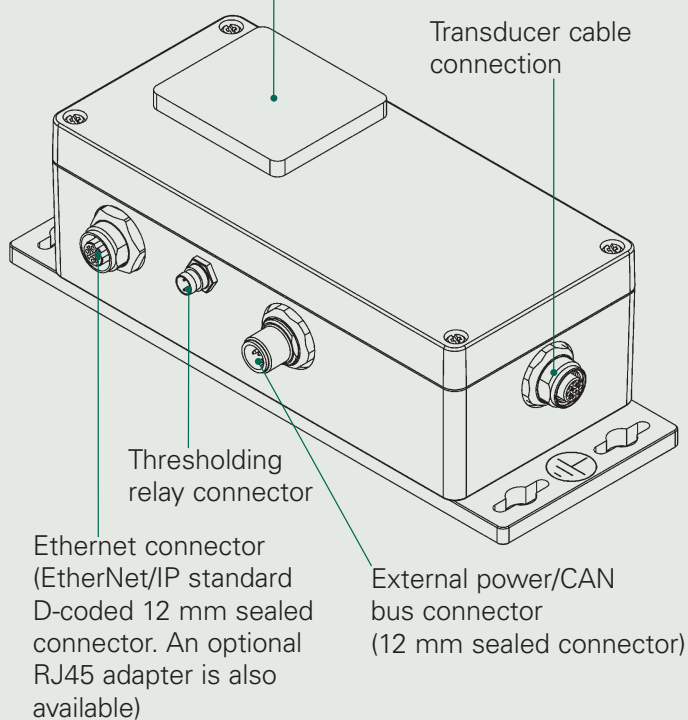 Transducer cable
connection
Thresholding
relay connector
Ethernet connector
(EtherNet/IP standard
D-coded 12 mm sealed
connector. An optional
RJ45 adapter is also
available)
External power/CAN
bus connector
(12 mm sealed connector)